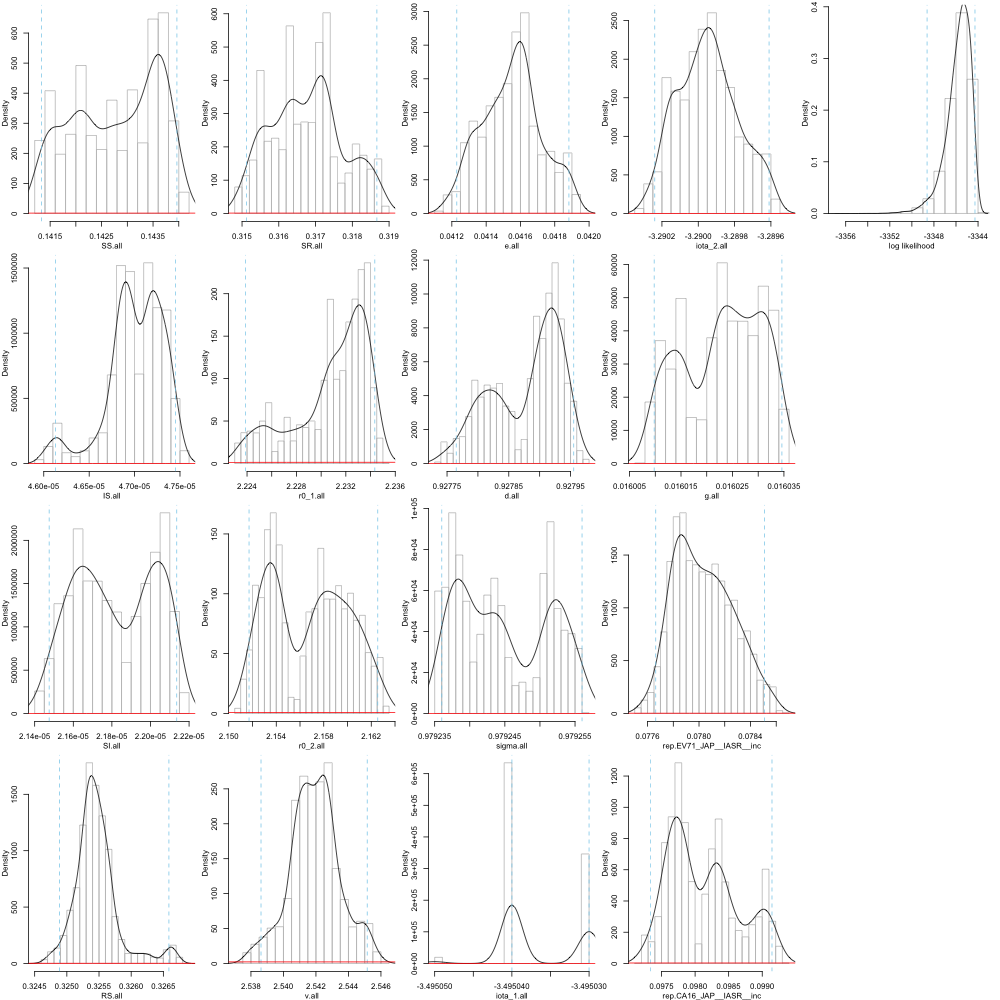 Density
0 100 200 300 400 500 600
0.1415 0.1425 0.1435
SS.all
Density
0 100 200 300 400 500 600
0.315 0.316 0.317 0.318 0.319
SR.all
Density
0 500 1000 1500 2000 2500 3000
0.0412 0.0414 0.0416 0.0418 0.0420
e.all
Density
0 500 1000 1500 2000 2500
-3.2902 -3.2900 -3.2898 -3.2896
iota_2.all
Density
0.0 0.1 0.2 0.3 0.4
-3356 -3352 -3348 -3344
log likelihood
Density
0 500000 1000000 1500000
4.60e-05 4.65e-05 4.70e-05 4.75e-05
IS.all
Density
0 50 100 150 200
2.224 2.228 2.232 2.236
r0_1.all
Density
0 2000 4000 6000 8000 10000 12000
0.92775 0.92785 0.92795
d.all
Density
0 10000 20000 30000 40000 50000 60000
0.016005 0.016015 0.016025 0.016035
g.all
Density
0 500000 1000000 1500000 2000000
2.14e-05 2.16e-05 2.18e-05 2.20e-05 2.22e-05
SI.all
Density
0 50 100 150
2.150 2.154 2.158 2.162
r0_2.all
Density
0e+00 2e+04 4e+04 6e+04 8e+04 1e+05
0.979235 0.979245 0.979255
sigma.all
Density
0 500 1000 1500
0.0776 0.0780 0.0784
rep.EV71_JAP__IASR__inc
Density
0 500 1000 1500
0.3245 0.3250 0.3255 0.3260 0.3265
RS.all
Density
0 50 100 150 200 250
2.538 2.540 2.542 2.544 2.546
v.all
Density
0e+00 1e+05 2e+05 3e+05 4e+05 5e+05 6e+05
-3.495050 -3.495040 -3.495030
iota_1.all
Density
0 200 400 600 800 1000 1200
0.0975 0.0980 0.0985 0.0990
rep.CA16_JAP__IASR__inc